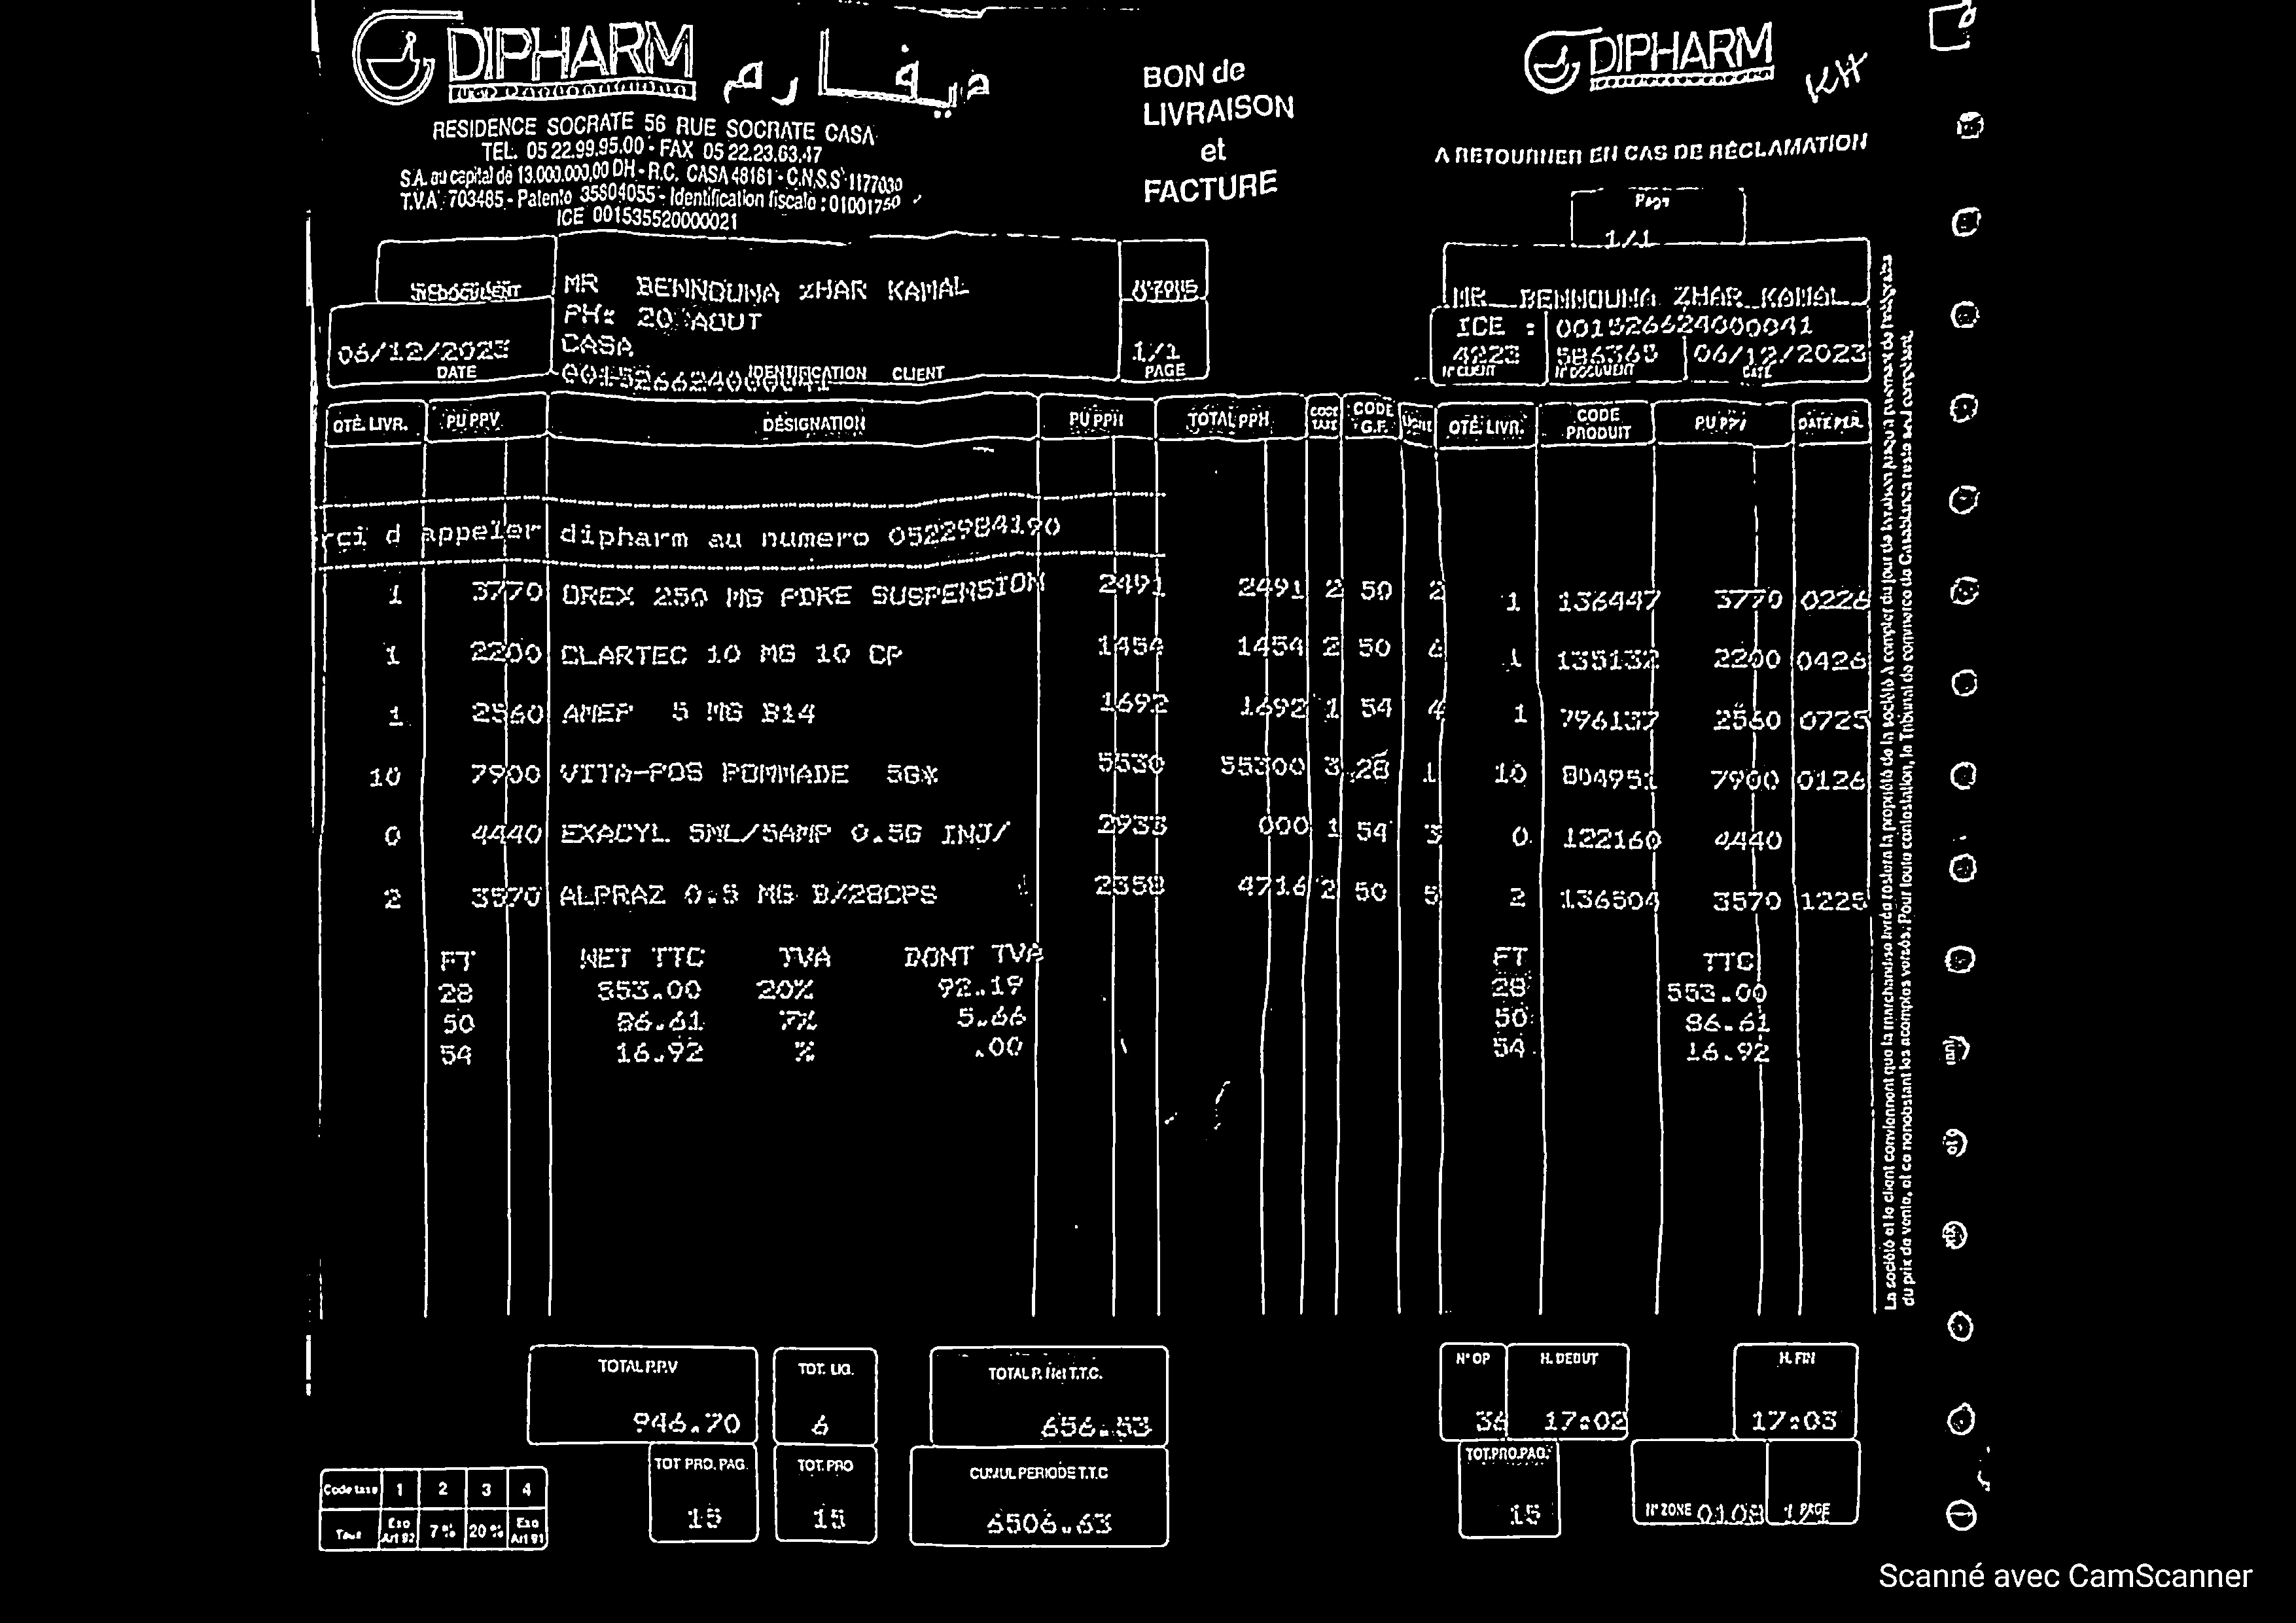 DIPHARM ديفارم
RESIDENCE SOCRATE 56 RUE SOCRATE CASA
TEL. 05 22.99.95.00 - FAX 05 22.23.63.47
S.A. au capital de 13.000.000,00 DH - R.C. CASA 48161 - C.N.S.S 1177030
T.V.A. 703485 - Patente 35804055 - Identification fiscale : 01001750
ICE 001535520000021
BON de
LIVRAISON
et
FACTURE
DIPHARM
KH
A RETOURNER EN CAS DE RÉCLAMATION
Page
1/1
MR BENNOUNA ZHAR KAMAL
PH: 20 AOUT
CASA
001526624000041
IDENTIFICATION CLIENT
06/12/2023
DATE
1/1
PAGE
MR BENNOUNA ZHAR KAMAL
ICE : 001526624000041
4223 586365 06/12/2023
N° CLIENT N° DOCUMENT DATE
QTÉ. LIVR. PU PPV DÉSIGNATION PU PPH TOTAL PPH CODE TAXE CODE G.F. QTÉ. LIVR. CODE PRODUIT PU PPV DATE PER.
rci d appeler dipharm au numero 0522984190
1 3770 OREX 250 MG PDRE SUSPENSION 2491 2491 2 50 2 1 136447 3770 0226
1 2200 CLARTEC 10 MG 10 CP 1454 1454 2 50 6 1 135132 2200 0426
1 2560 AMEP 5 MG B14 1692 1692 1 54 4 1 796137 2560 0725
10 7900 VITA-POS POMMADE 5G* 5530 55300 3 28 1 10 804951 7900 0126
0 4440 EXACYL 5ML/5AMP 0.5G INJ/ 2933 000 1 54 3 0 122160 4440
2 3570 ALPRAZ 0.5 MG B/28CPS 2358 4716 2 50 5 2 136504 3570 1225
FT NET TTC TVA DONT TVA FT TTC
28 553.00 20% 92.19 28 553.00
50 86.61 7% 5.66 50 86.61
54 16.92 % .00 54 16.92
La société et le client conviennent que la marchandise livrée restera la propriété de la société à compter du jour de livraison jusqu'à paiement de
du prix de vente, et ce nonobstant les acomptes versés. Pour toute contestation, le Tribunal de commerce de Casablanca reste seul compétent.
TOTAL P.P.V TOT. LIG. TOTAL P. Net T.T.C. N° OP H. DEBUT H. FIN
946.70 6 656.53 36 17:02 17:03
TOT PRO. PAG. TOT. PRO CUMUL PERIODE T.T.C TOT.PRO.PAG.
15 15 6506.63 15 N° ZONE 0108 1 PAGE
Code taxe 1 2 3 4
Taux Exo Art 92 7% 20% Exo Art 91
Scanné avec CamScanner